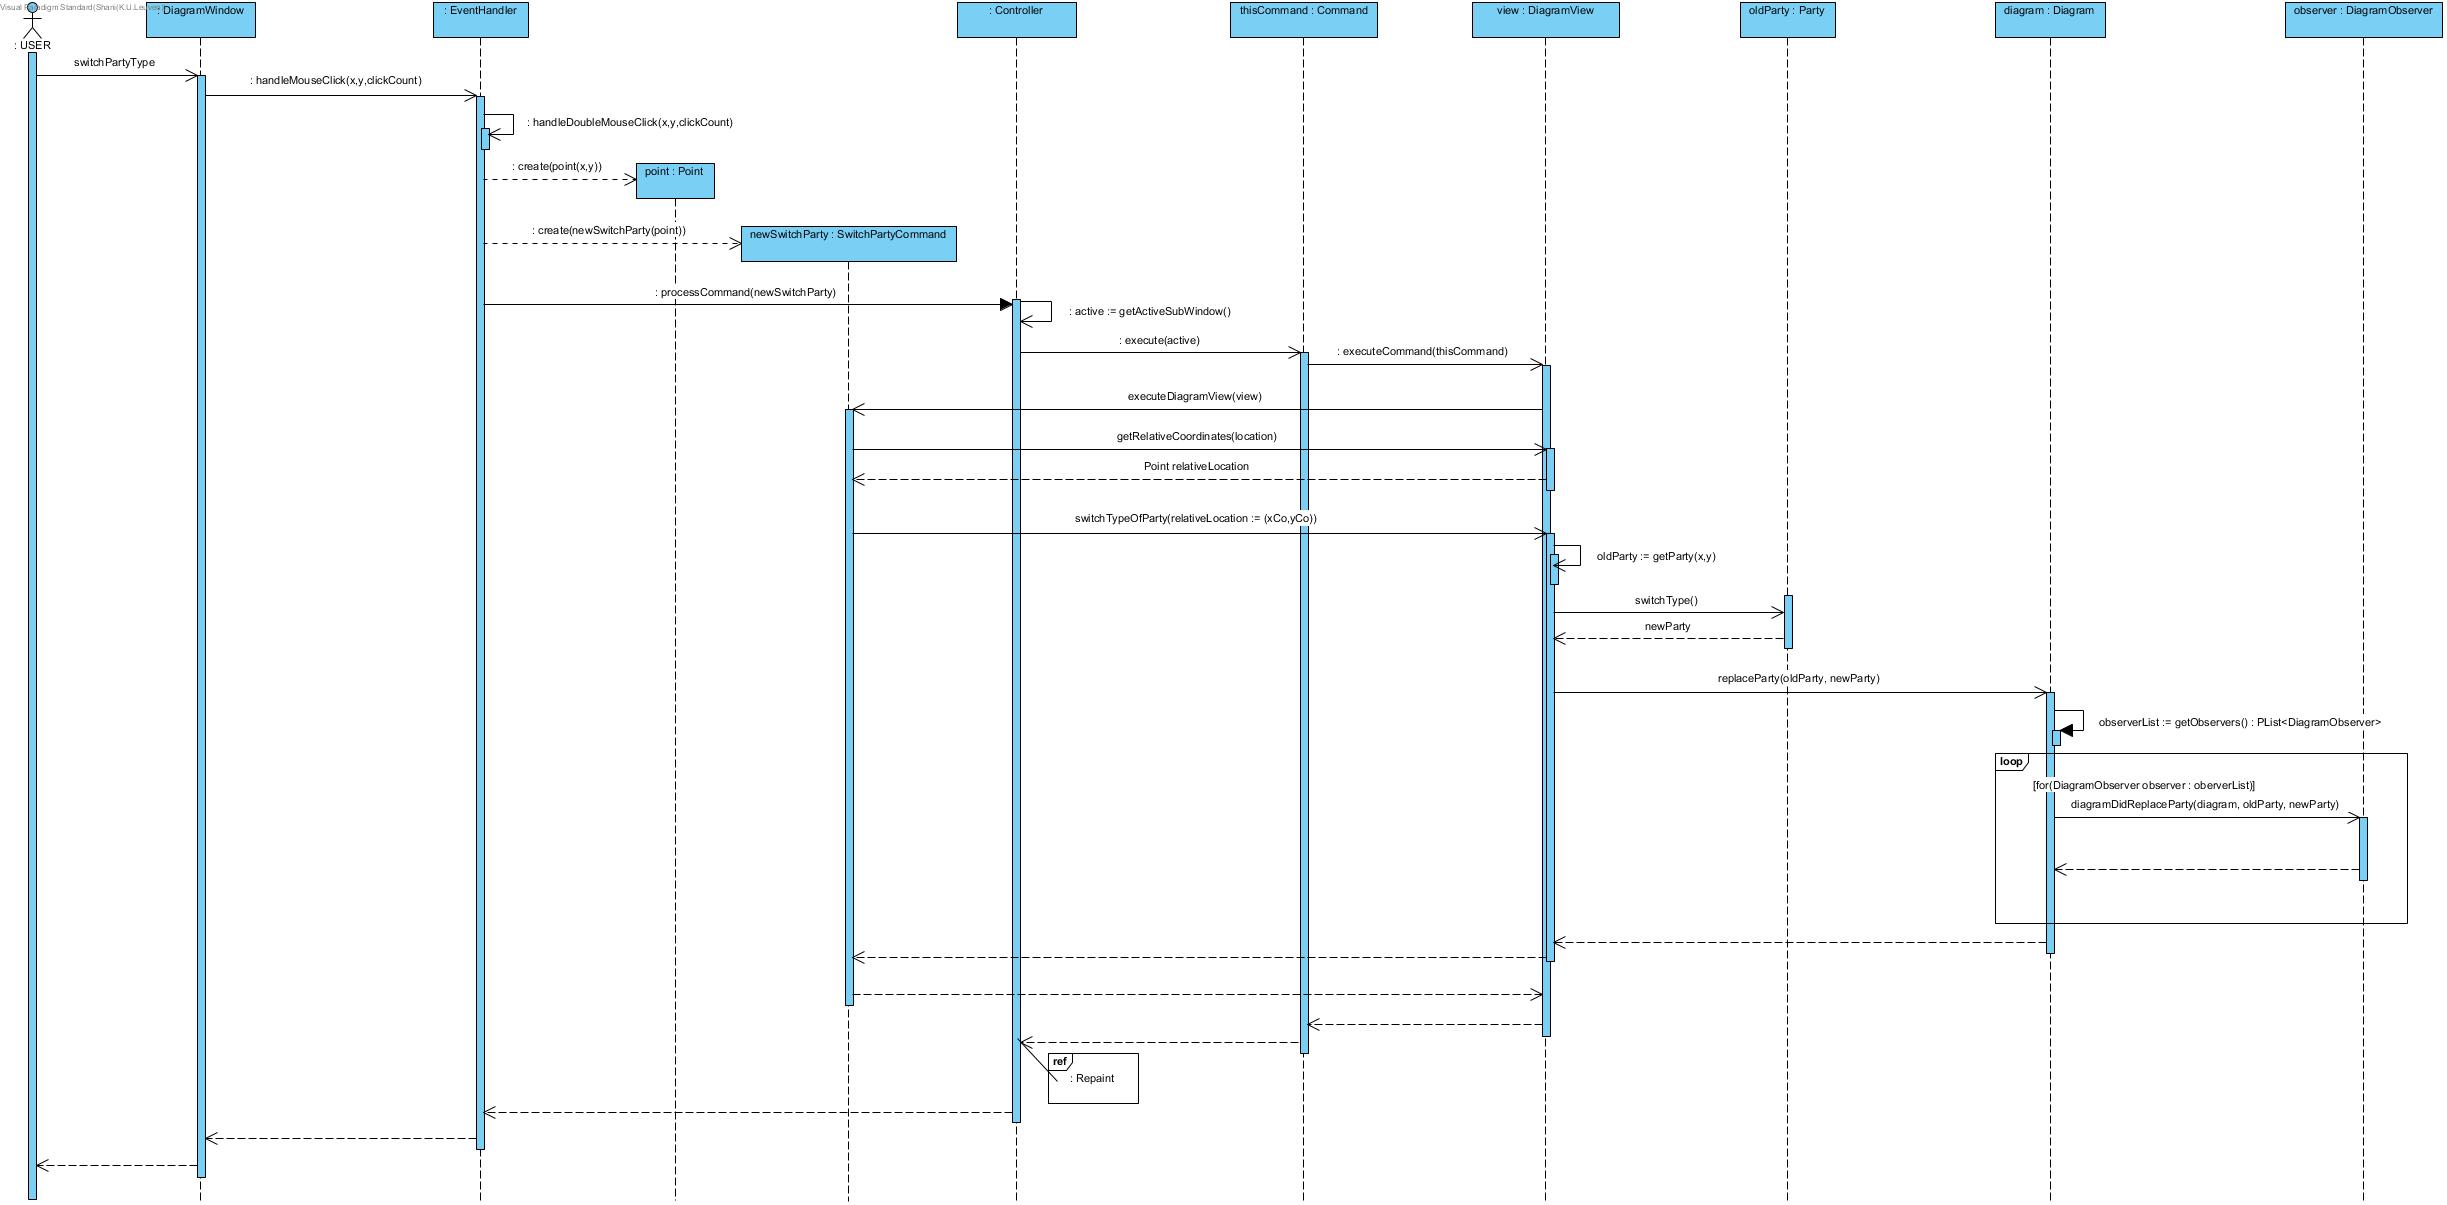 Visual Paradigm Standard(Shani(K.U.Leuven))
: USER
: DiagramWindow
: EventHandler
: Controller
thisCommand : Command
view : DiagramView
oldParty : Party
diagram : Diagram
observer : DiagramObserver
switchPartyType
: handleMouseClick(x,y,clickCount)
: handleDoubleMouseClick(x,y,clickCount)
: create(point(x,y))
point : Point
: create(newSwitchParty(point))
newSwitchParty : SwitchPartyCommand
: processCommand(newSwitchParty)
: active := getActiveSubWindow()
: execute(active)
: executeCommand(thisCommand)
executeDiagramView(view)
getRelativeCoordinates(location)
Point relativeLocation
switchTypeOfParty(relativeLocation := (xCo,yCo))
oldParty := getParty(x,y)
switchType()
newParty
replaceParty(oldParty, newParty)
observerList := getObservers() : PList<DiagramObserver>
loop
[for(DiagramObserver observer : oberverList)]
diagramDidReplaceParty(diagram, oldParty, newParty)
ref
: Repaint